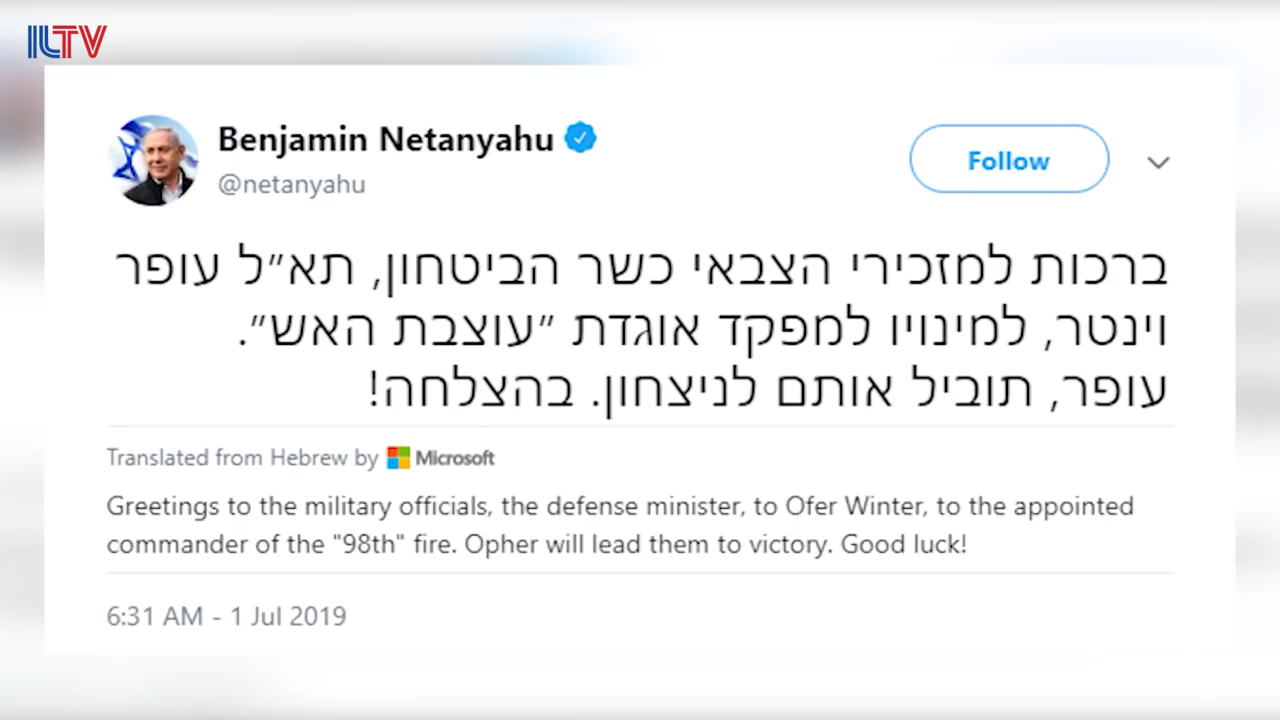 ILTV
Benjamin Netanyahu
@netanyahu
Follow
ברכות למזכירי הצבאי כשר הביטחון, תא״ל עופר
וינטר, למינויו למפקד אוגדת ״עוצבת האש״.
עופר, תוביל אותם לניצחון. בהצלחה!
Translated from Hebrew by Microsoft
Greetings to the military officials, the defense minister, to Ofer Winter, to the appointed
commander of the "98th" fire. Opher will lead them to victory. Good luck!
6:31 AM - 1 Jul 2019